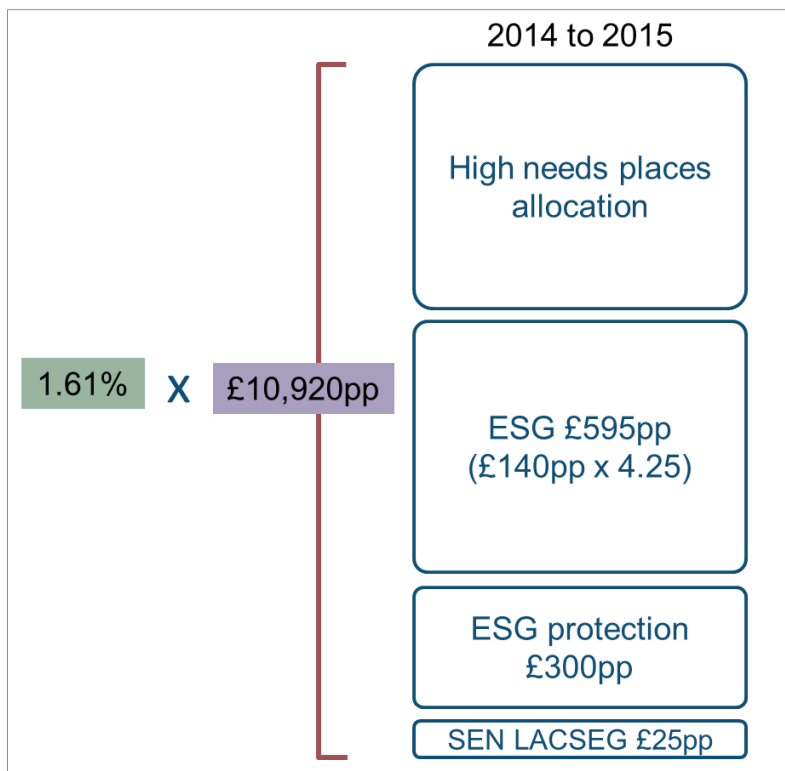 2014 to 2015
High needs places
allocation
1.61%
x
£10,920pp
ESG £595pp
(£140pp x 4.25)
ESG protection
£300pp
SEN LACSEG £25pp